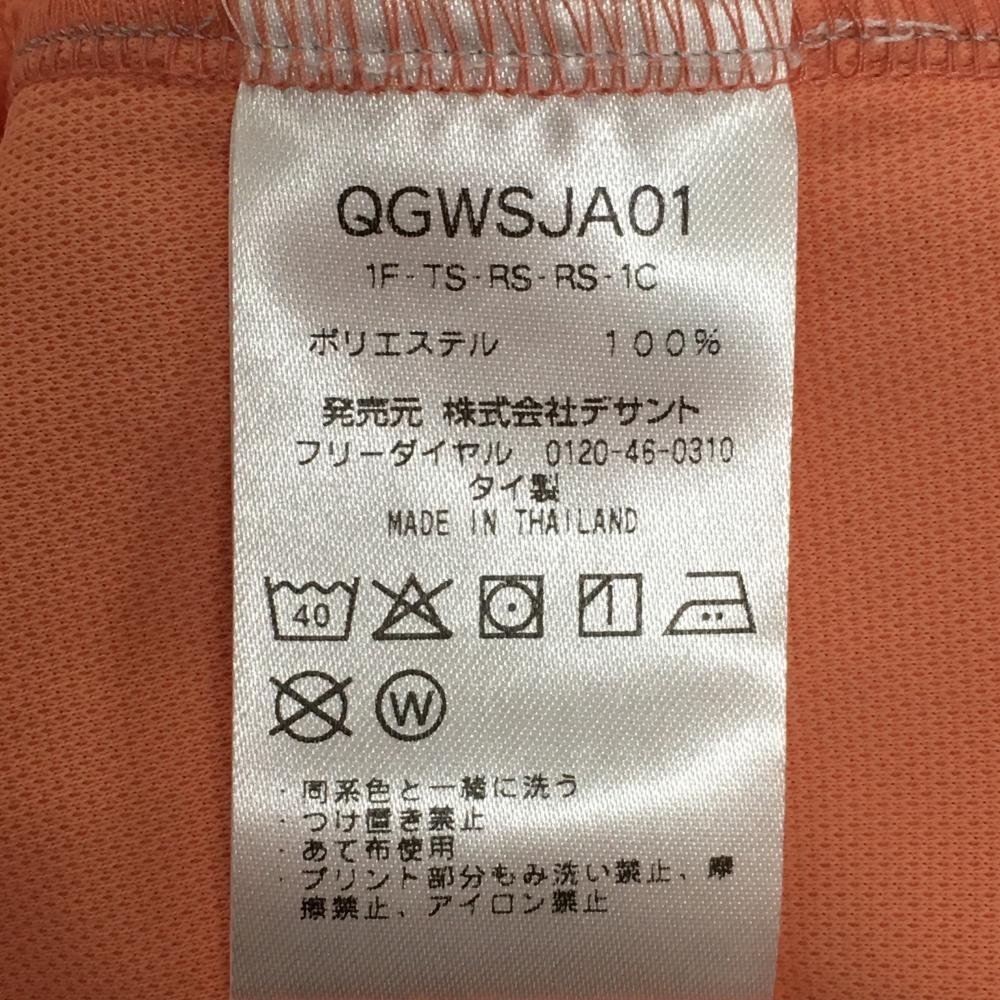 QGWSJA01
1F-TS-RS-RS-1C
ポリエステル 100%
発売元 株式会社デサント
フリーダイヤル 0120-46-0310
タイ製
MADE IN THAILAND
40
W
・同系色と一緒に洗う
・つけ置き禁止
・あて布使用
・プリント部分もみ洗い禁止、摩
擦禁止、アイロン禁止